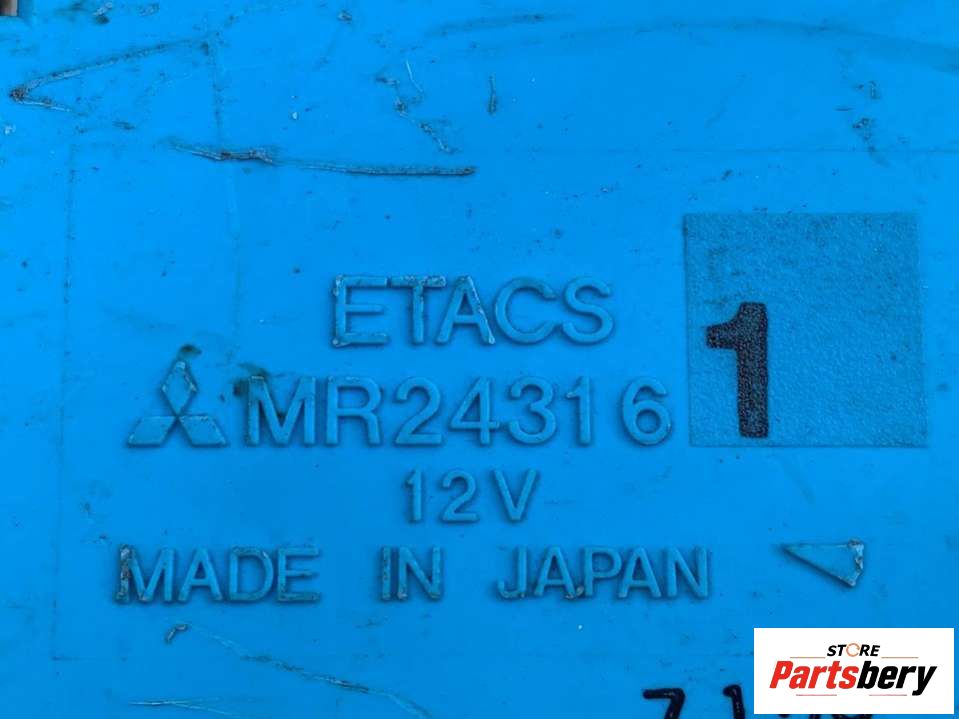 ETACS
MR24316 1
12V
MADE IN JAPAN
STORE
Partsbery